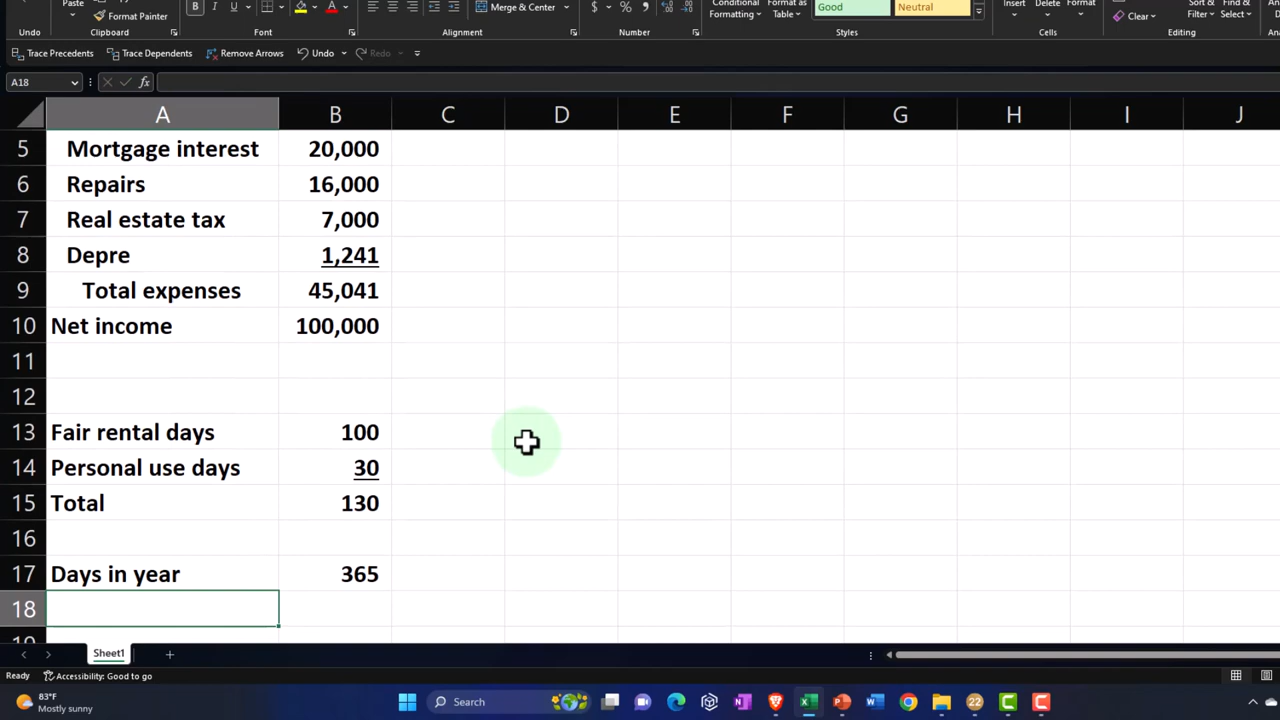 Paste
Format Painter
B I U
Merge & Center
$ %
Conditional Formatting
Format as Table
Good
Neutral
Insert
Delete
Format
Clear
Sort & Filter
Find & Select
Undo
Clipboard
Font
Alignment
Number
Styles
Cells
Editing
Trace Precedents Trace Dependents Remove Arrows Undo Redo
A18 fx
A B C D E F G H I J
5 Mortgage interest 20,000
6 Repairs 16,000
7 Real estate tax 7,000
8 Depre 1,241
9 Total expenses 45,041
10 Net income 100,000
11
12
13 Fair rental days 100
14 Personal use days 30
15 Total 130
16
17 Days in year 365
18
19
Sheet1
Ready Accessibility: Good to go
83°F
Mostly sunny
Search
22